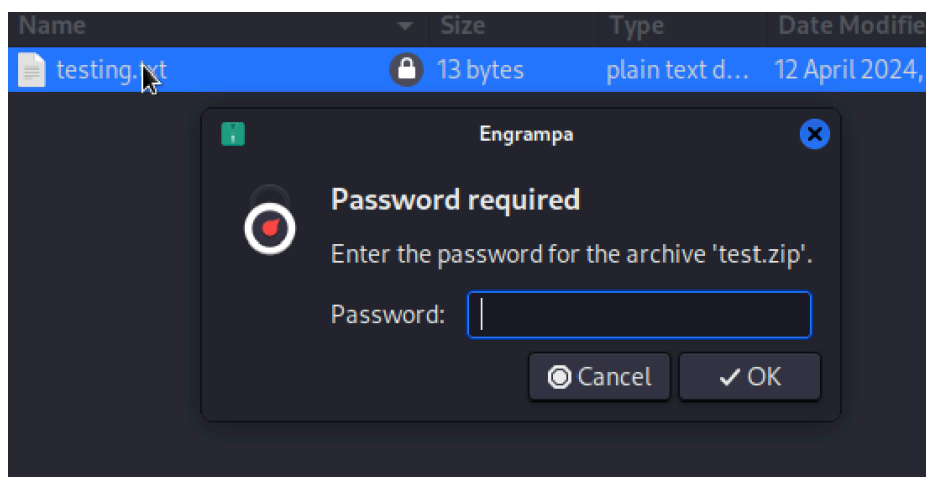 Name Size Type Date Modifie
testing.txt 13 bytes plain text d... 12 April 2024,
Engrampa
Password required
Enter the password for the archive 'test.zip'.
Password:
Cancel OK